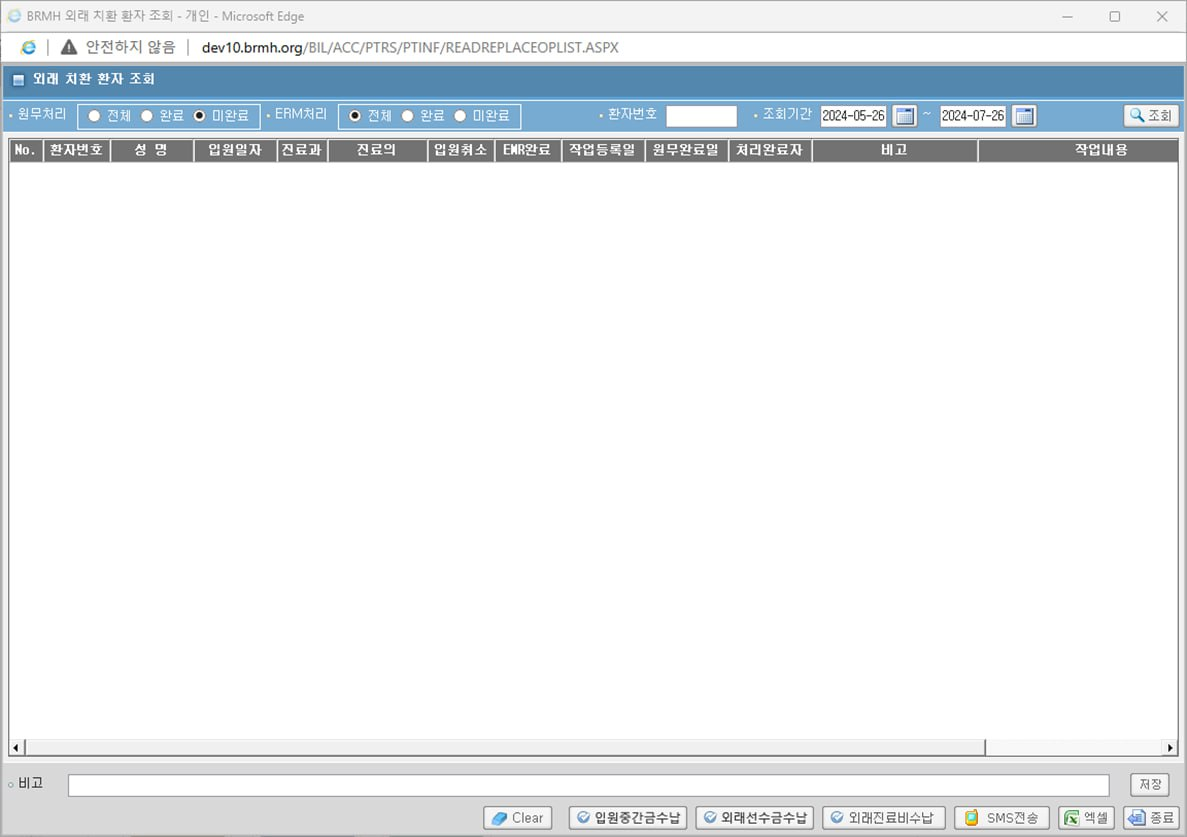 BRMH 외래 치환 환자 조회 - 개인 - Microsoft Edge
안전하지 않음 dev10.brmh.org/BIL/ACC/PTRS/PTINF/READREPLACEOPLIST.ASPX
외래 치환 환자 조회
원무처리 전체 완료 미완료 ERM처리 전체 완료 미완료 환자번호 조회기간 2024-05-26 ~ 2024-07-26 조회
No. 환자번호 성 명 입원일자 진료과 진료의 입원취소 EMR완료 작업등록일 원무완료일 처리완료자 비고 작업내용
비고 저장
Clear 입원중간금수납 외래선수금수납 외래진료비수납 SMS전송 엑셀 종료